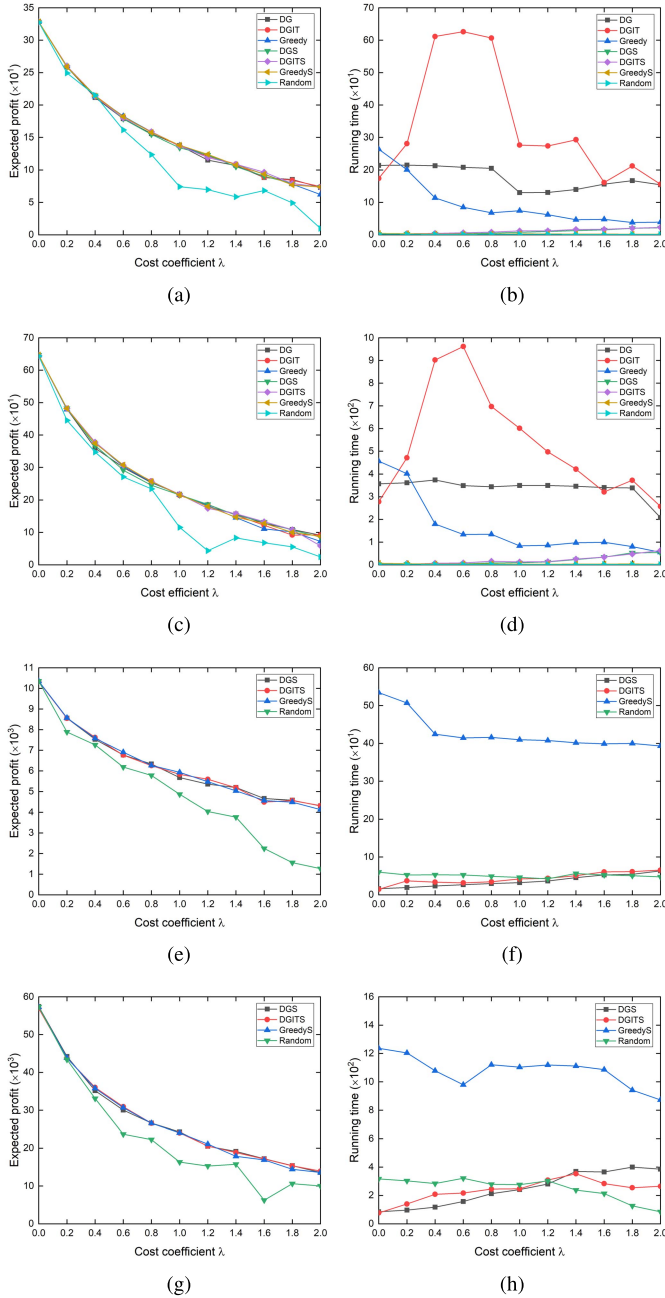 Expected profit (×10¹)
35
30
25
20
15
10
5
0
DG
DGIT
Greedy
DGS
DGITS
GreedyS
Random
0.0 0.2 0.4 0.6 0.8 1.0 1.2 1.4 1.6 1.8 2.0
Cost coefficient λ
(a)
Running time (×10¹)
70
60
50
40
30
20
10
0
DG
DGIT
Greedy
DGS
DGITS
GreedyS
Random
0.0 0.2 0.4 0.6 0.8 1.0 1.2 1.4 1.6 1.8 2.0
Cost efficient λ
(b)
Expected profit (×10¹)
70
60
50
40
30
20
10
0
DG
DGIT
Greedy
DGS
DGITS
GreedyS
Random
0.0 0.2 0.4 0.6 0.8 1.0 1.2 1.4 1.6 1.8 2.0
Cost efficient λ
(c)
Running time (×10²)
10
9
8
7
6
5
4
3
2
1
0
DG
DGIT
Greedy
DGS
DGITS
GreedyS
Random
0.0 0.2 0.4 0.6 0.8 1.0 1.2 1.4 1.6 1.8 2.0
Cost efficient λ
(d)
Expected profit (×10³)
11
10
9
8
7
6
5
4
3
2
1
0
DGS
DGITS
GreedyS
Random
0.0 0.2 0.4 0.6 0.8 1.0 1.2 1.4 1.6 1.8 2.0
Cost coefficient λ
(e)
Running time (×10¹)
60
50
40
30
20
10
0
DGS
DGITS
GreedyS
Random
0.0 0.2 0.4 0.6 0.8 1.0 1.2 1.4 1.6 1.8 2.0
Cost efficient λ
(f)
Expected profit (×10³)
60
50
40
30
20
10
0
DGS
DGITS
GreedyS
Random
0.0 0.2 0.4 0.6 0.8 1.0 1.2 1.4 1.6 1.8 2.0
Cost coefficient λ
(g)
Running time (×10²)
16
14
12
10
8
6
4
2
0
DGS
DGITS
GreedyS
Random
0.0 0.2 0.4 0.6 0.8 1.0 1.2 1.4 1.6 1.8 2.0
Cost coefficient λ
(h)